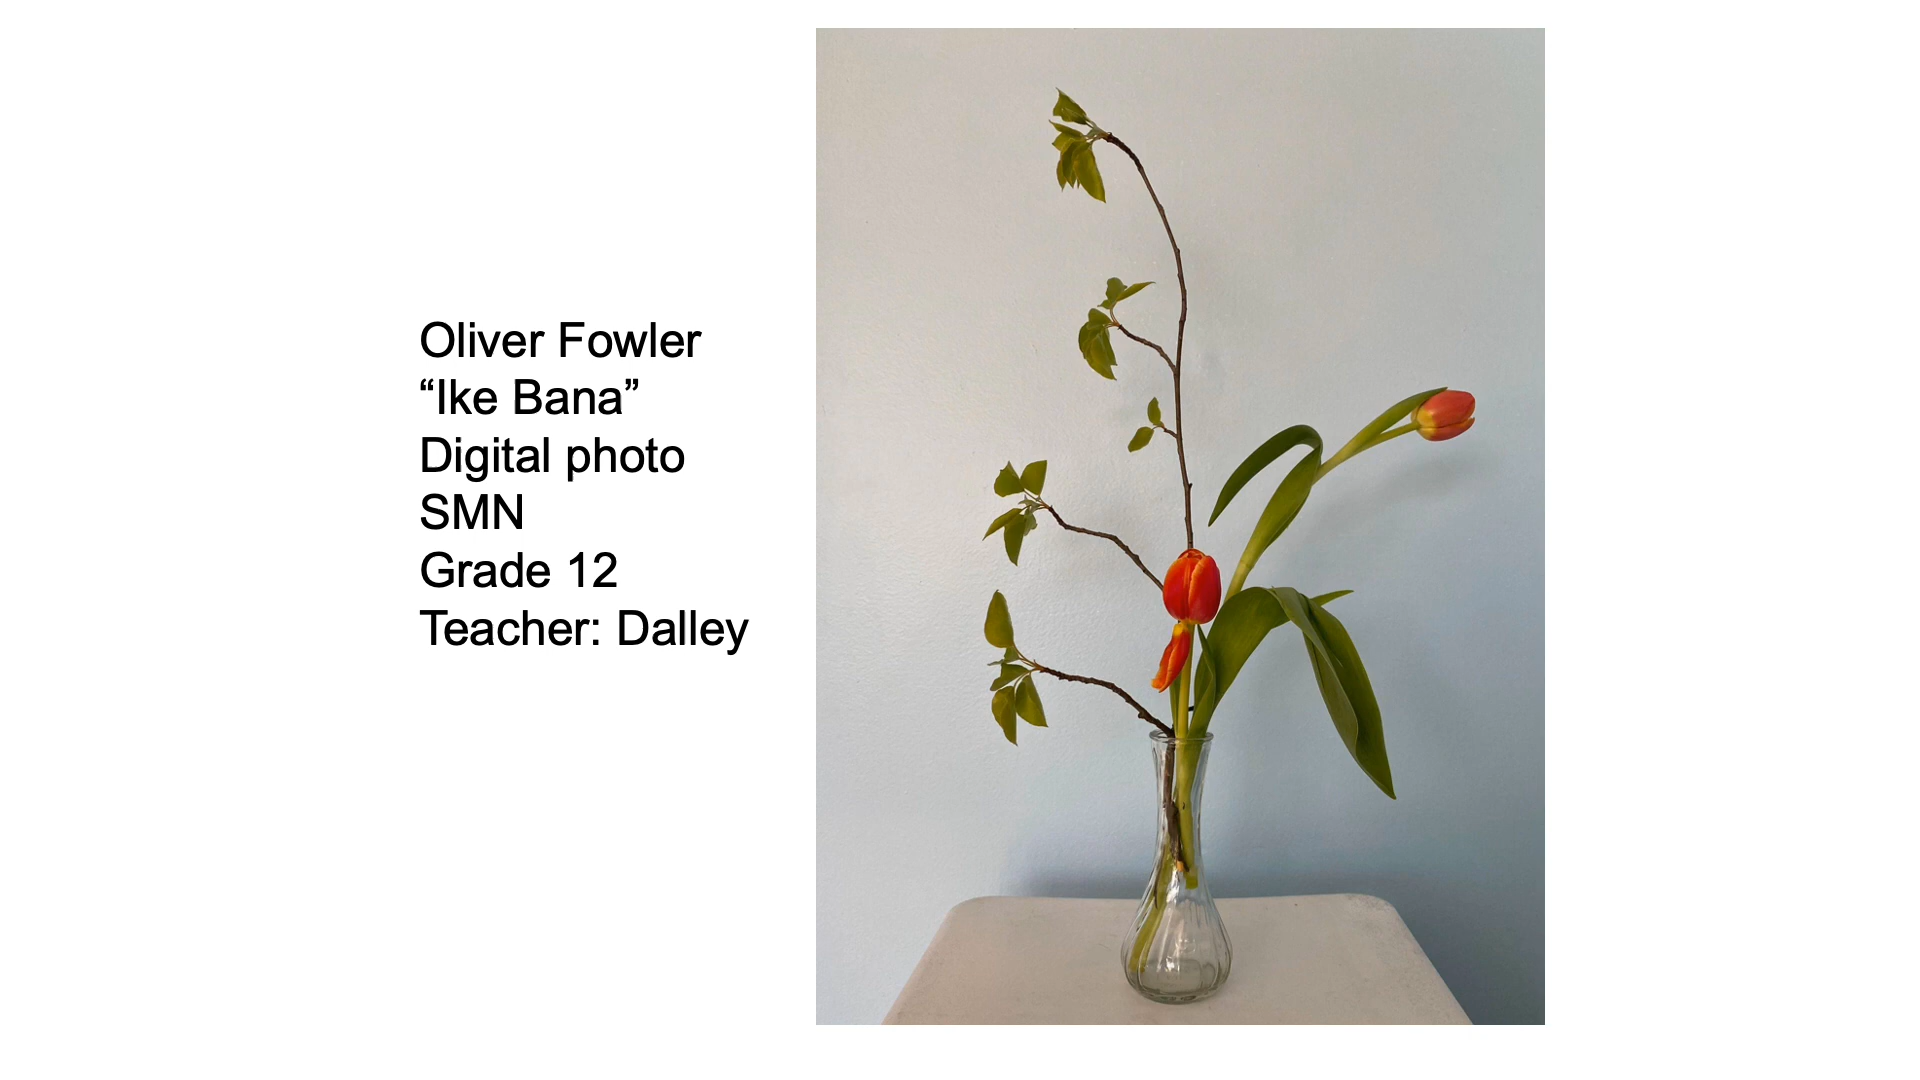 Oliver Fowler
“Ike Bana”
Digital photo
SMN
Grade 12
Teacher: Dalley